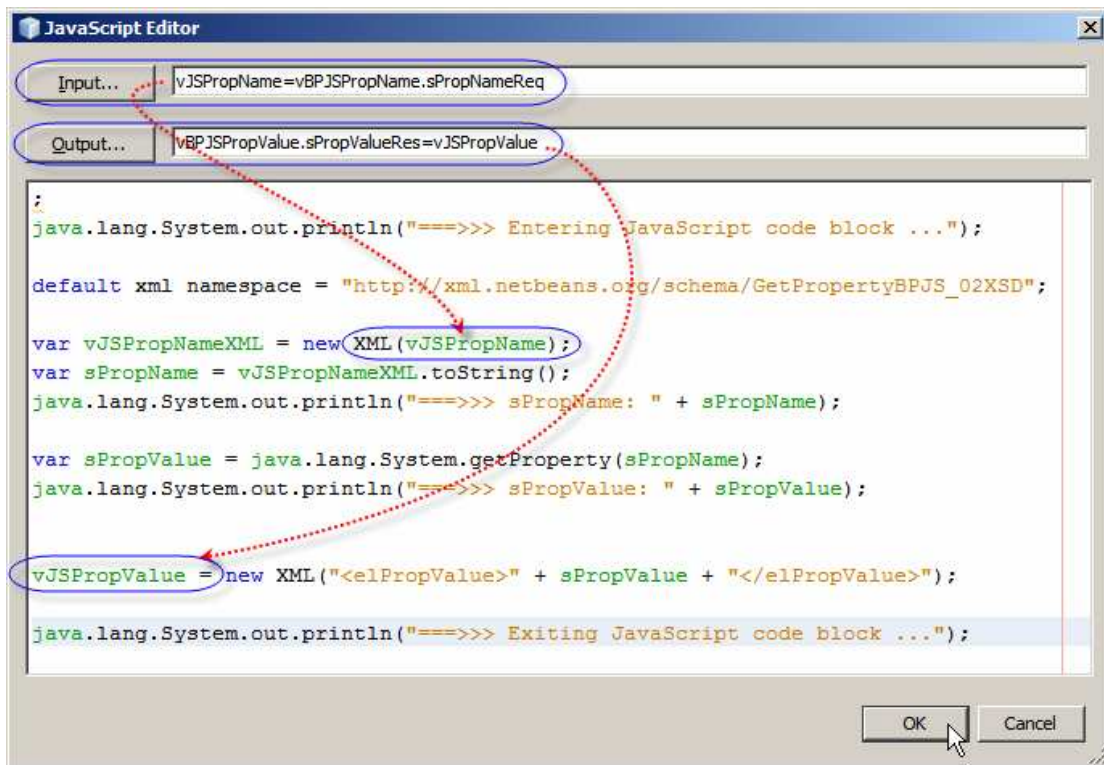 JavaScript Editor
Input... vJSPropName=vBPJSPropName.sPropNameReq
Output... vBPJSPropValue.sPropValueRes=vJSPropValue
;
java.lang.System.out.println("===>>> Entering JavaScript code block ...");
default xml namespace = "http://xml.netbeans.org/schema/GetPropertyBPJS_02XSD";
var vJSPropNameXML = new XML(vJSPropName);
var sPropName = vJSPropNameXML.toString();
java.lang.System.out.println("===>>> sPropName: " + sPropName);
var sPropValue = java.lang.System.getProperty(sPropName);
java.lang.System.out.println("===>>> sPropValue: " + sPropValue);
vJSPropValue = new XML("<elPropValue>" + sPropValue + "</elPropValue>");
java.lang.System.out.println("===>>> Exiting JavaScript code block ...");
OK Cancel